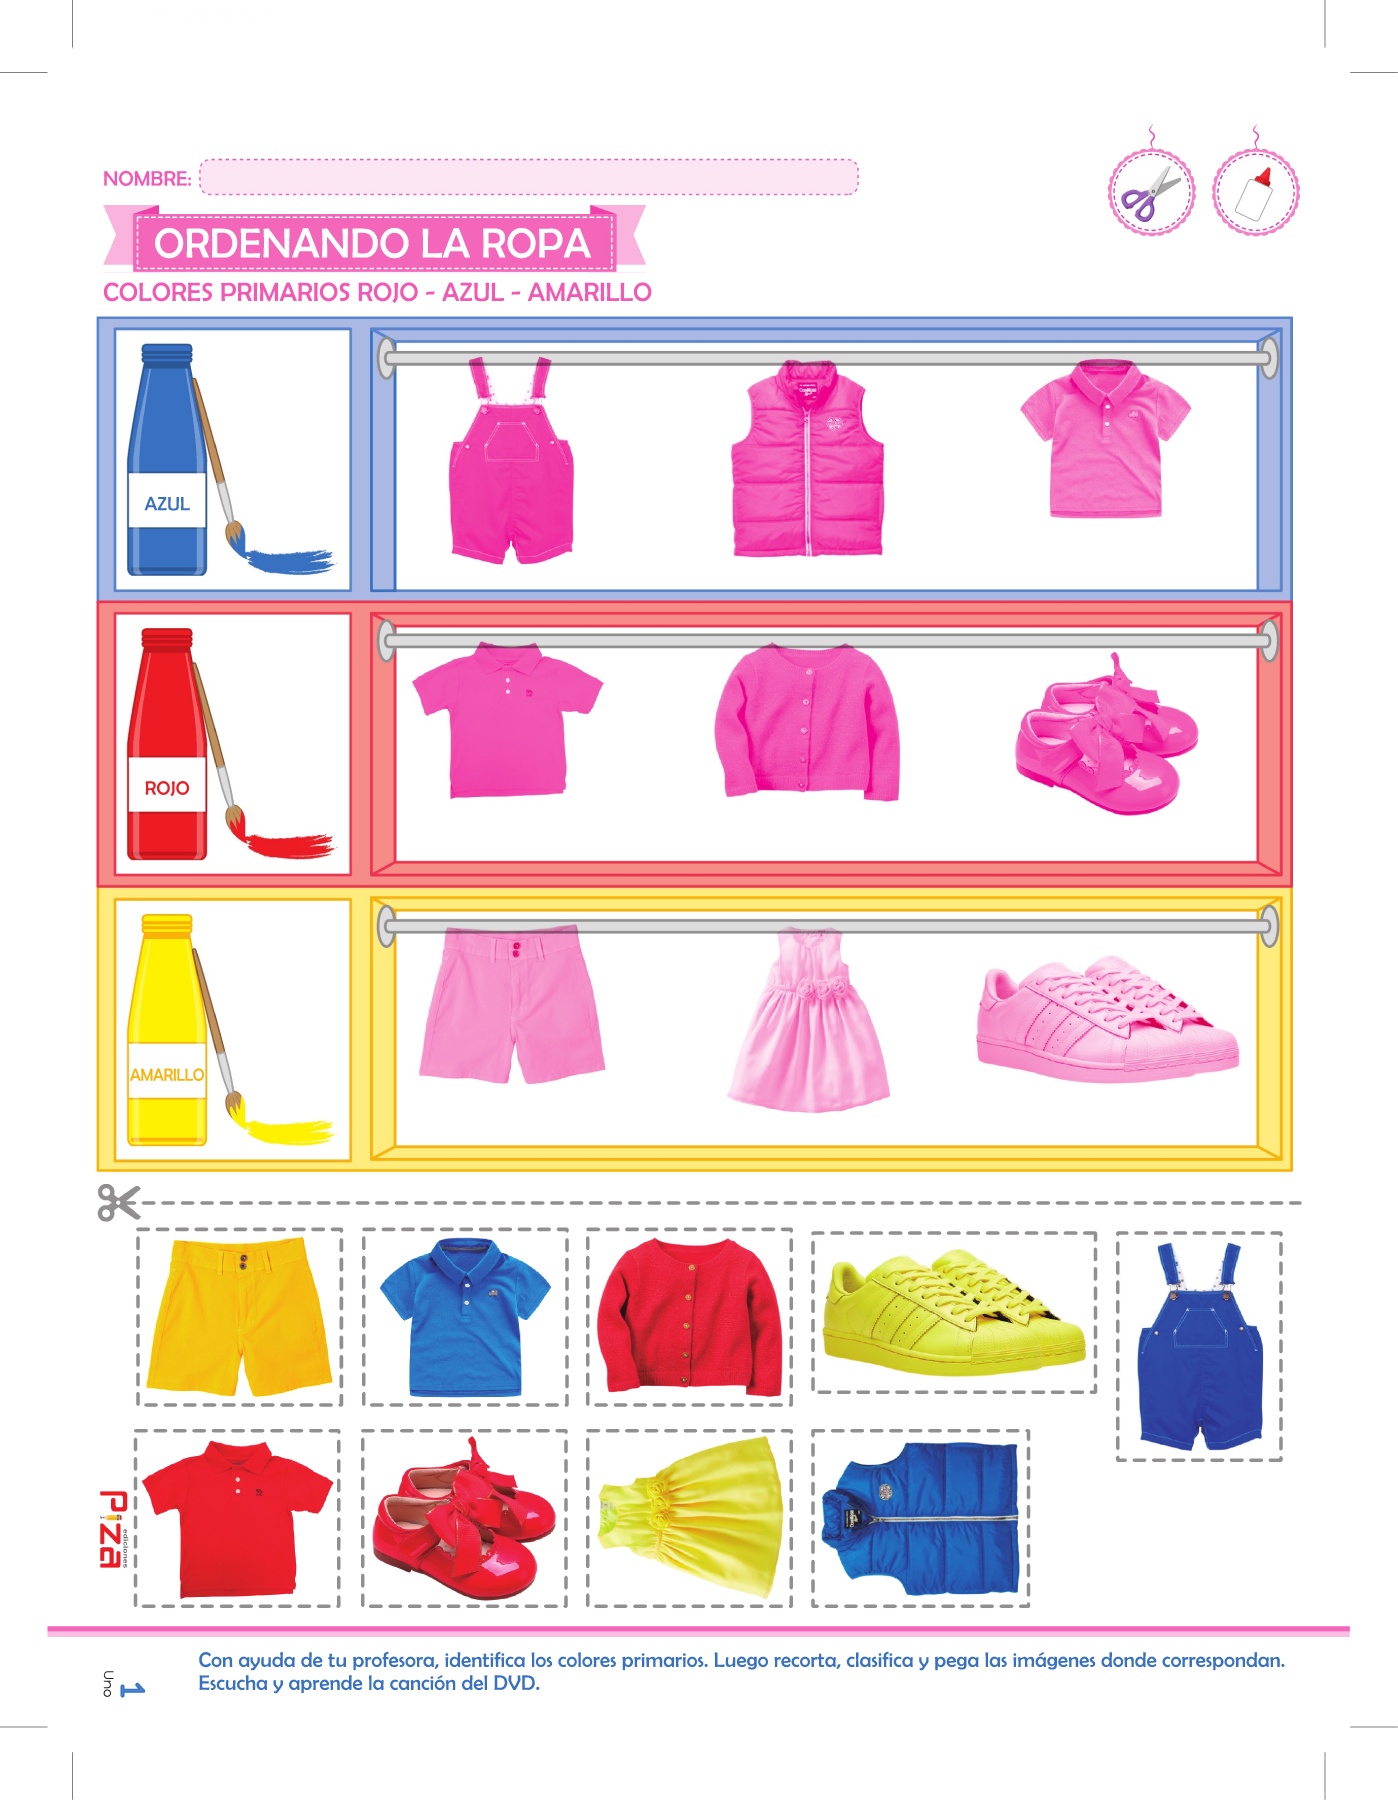 NOMBRE:
ORDENANDO LA ROPA
COLORES PRIMARIOS ROJO - AZUL - AMARILLO
AZUL
ROJO
AMARILLO
Piza
ediciones
1
Uno
Con ayuda de tu profesora, identifica los colores primarios. Luego recorta, clasifica y pega las imágenes donde correspondan.
Escucha y aprende la canción del DVD.